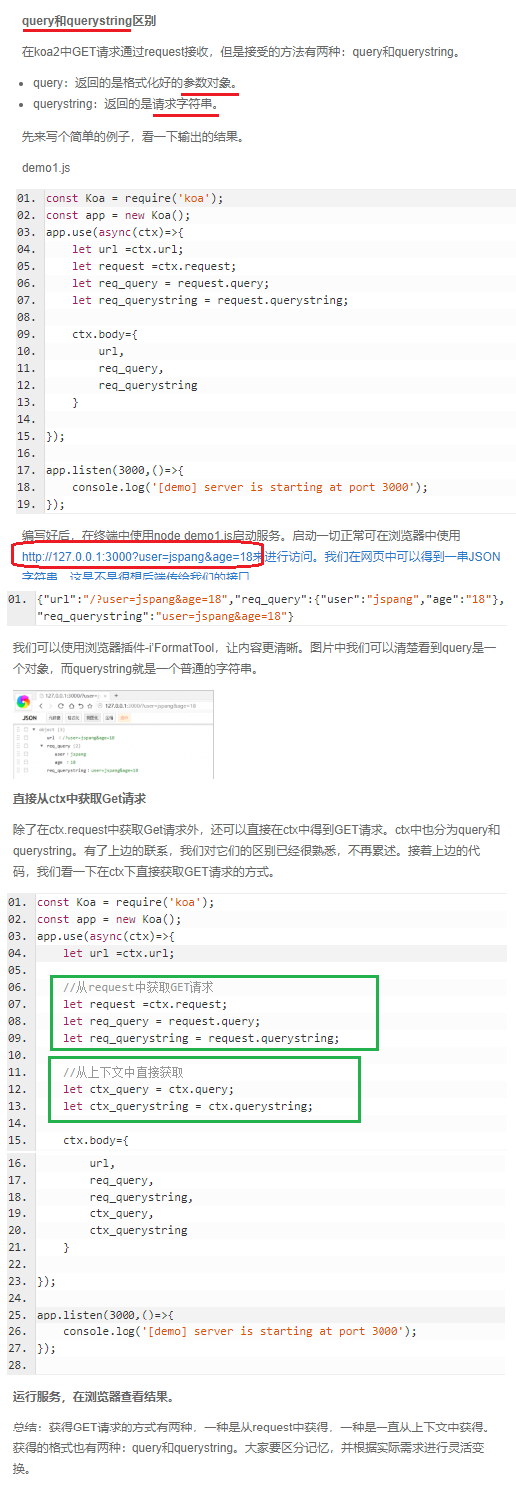 query和querystring区别
在koa2中GET请求通过request接收，但是接受的方法有两种：query和querystring。
query：返回的是格式化好的参数对象。
querystring：返回的是请求字符串。
先来写个简单的例子，看一下输出的结果。
demo1.js
01. const Koa = require('koa');
02. const app = new Koa();
03. app.use(async(ctx)=>{
04. let url =ctx.url;
05. let request =ctx.request;
06. let req_query = request.query;
07. let req_querystring = request.querystring;
08.
09. ctx.body={
10. url,
11. req_query,
12. req_querystring
13. }
14.
15. });
16.
17. app.listen(3000,()=>{
18. console.log('[demo] server is starting at port 3000');
19. });
编写好后，在终端中使用node demo1.js启动服务。启动一切正常可在浏览器中使用
http://127.0.0.1:3000?user=jspang&age=18来进行访问。我们在网页中可以得到一串JSON
字符串，这是不是很想后端传给我们的接口
01. {"url":"/?user=jspang&age=18","req_query":{"user":"jspang","age":"18"},
"req_querystring":"user=jspang&age=18"}
我们可以使用浏览器插件-i'FormatTool，让内容更清晰。图片中我们可以清楚看到query是一
个对象，而querystring就是一个普通的字符串。
127.0.0.1:3000/?user=
127.0.0.1:3000/?user=jspang&age=18
JSON
object {3}
url : /?user=jspang&age=18
req_query {2}
user : jspang
age : 18
req_querystring : user=jspang&age=18
直接从ctx中获取Get请求
除了在ctx.request中获取Get请求外，还可以直接在ctx中得到GET请求。ctx中也分为query和
querystring。有了上边的联系，我们对它们的区别已经很熟悉，不再累述。接着上边的代
码，我们看一下在ctx下直接获取GET请求的方式。
01. const Koa = require('koa');
02. const app = new Koa();
03. app.use(async(ctx)=>{
04. let url =ctx.url;
05.
06. //从request中获取GET请求
07. let request =ctx.request;
08. let req_query = request.query;
09. let req_querystring = request.querystring;
10.
11. //从上下文中直接获取
12. let ctx_query = ctx.query;
13. let ctx_querystring = ctx.querystring;
14.
15. ctx.body={
16. url,
17. req_query,
18. req_querystring,
19. ctx_query,
20. ctx_querystring
21. }
22.
23. });
24.
25. app.listen(3000,()=>{
26. console.log('[demo] server is starting at port 3000');
27. });
28.
运行服务，在浏览器查看结果。
总结：获得GET请求的方式有两种，一种是从request中获得，一种是一直从上下文中获得。
获得的格式也有两种：query和querystring。大家要区分记忆，并根据实际需求进行灵活变
换。